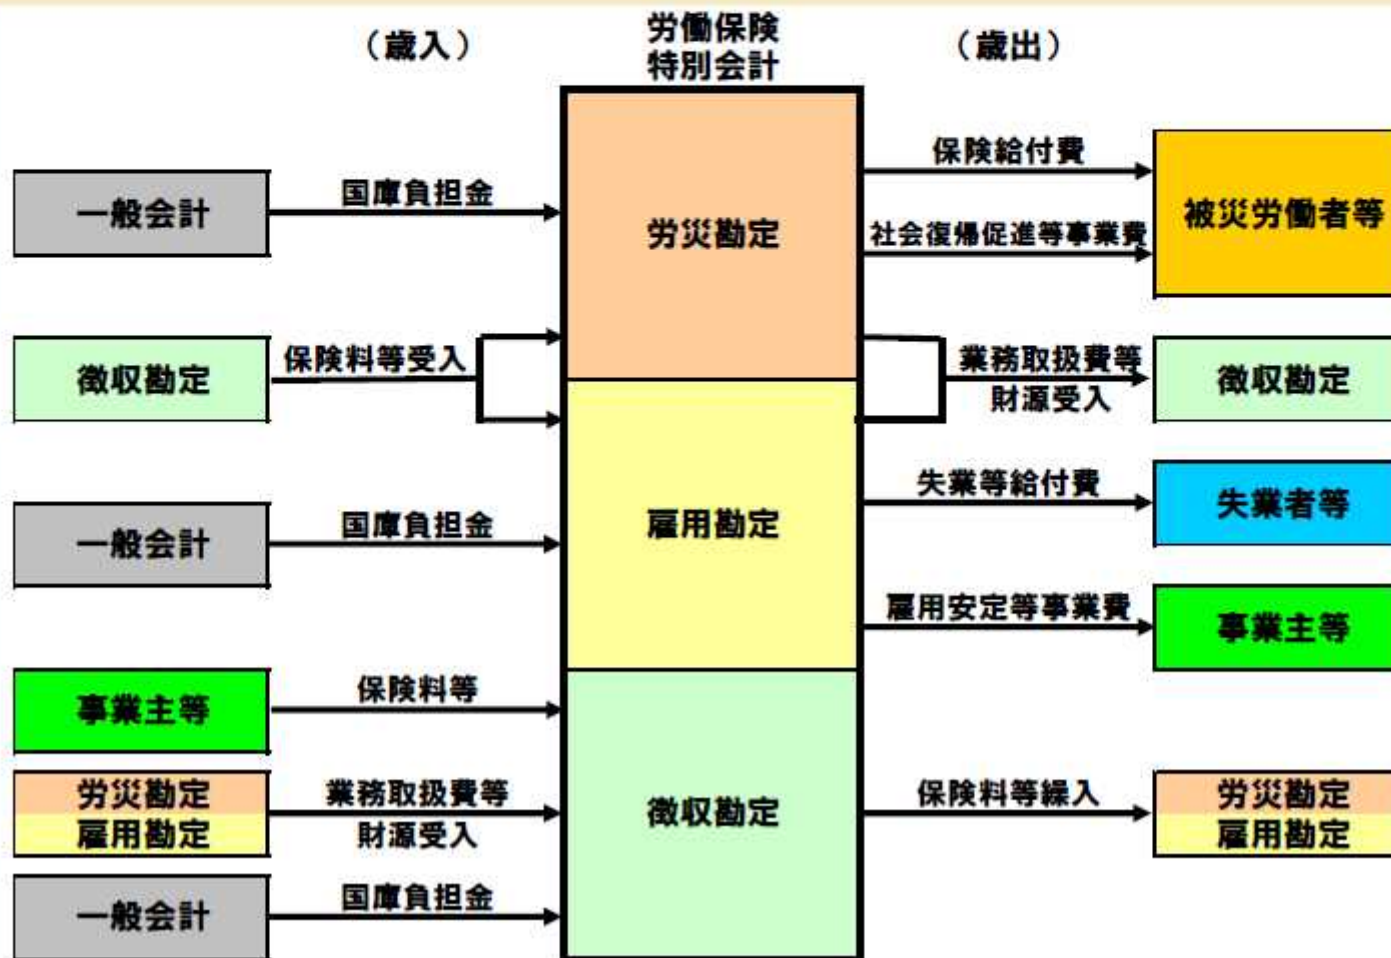 （歳入）
労働保険
特別会計
（歳出）
一般会計
国庫負担金
徴収勘定
保険料等受入
一般会計
国庫負担金
事業主等
保険料等
労災勘定
雇用勘定
業務取扱費等
財源受入
一般会計
国庫負担金
労災勘定
雇用勘定
徴収勘定
保険給付費
社会復帰促進等事業費
被災労働者等
業務取扱費等
財源受入
徴収勘定
失業等給付費
失業者等
雇用安定等事業費
事業主等
保険料等繰入
労災勘定
雇用勘定